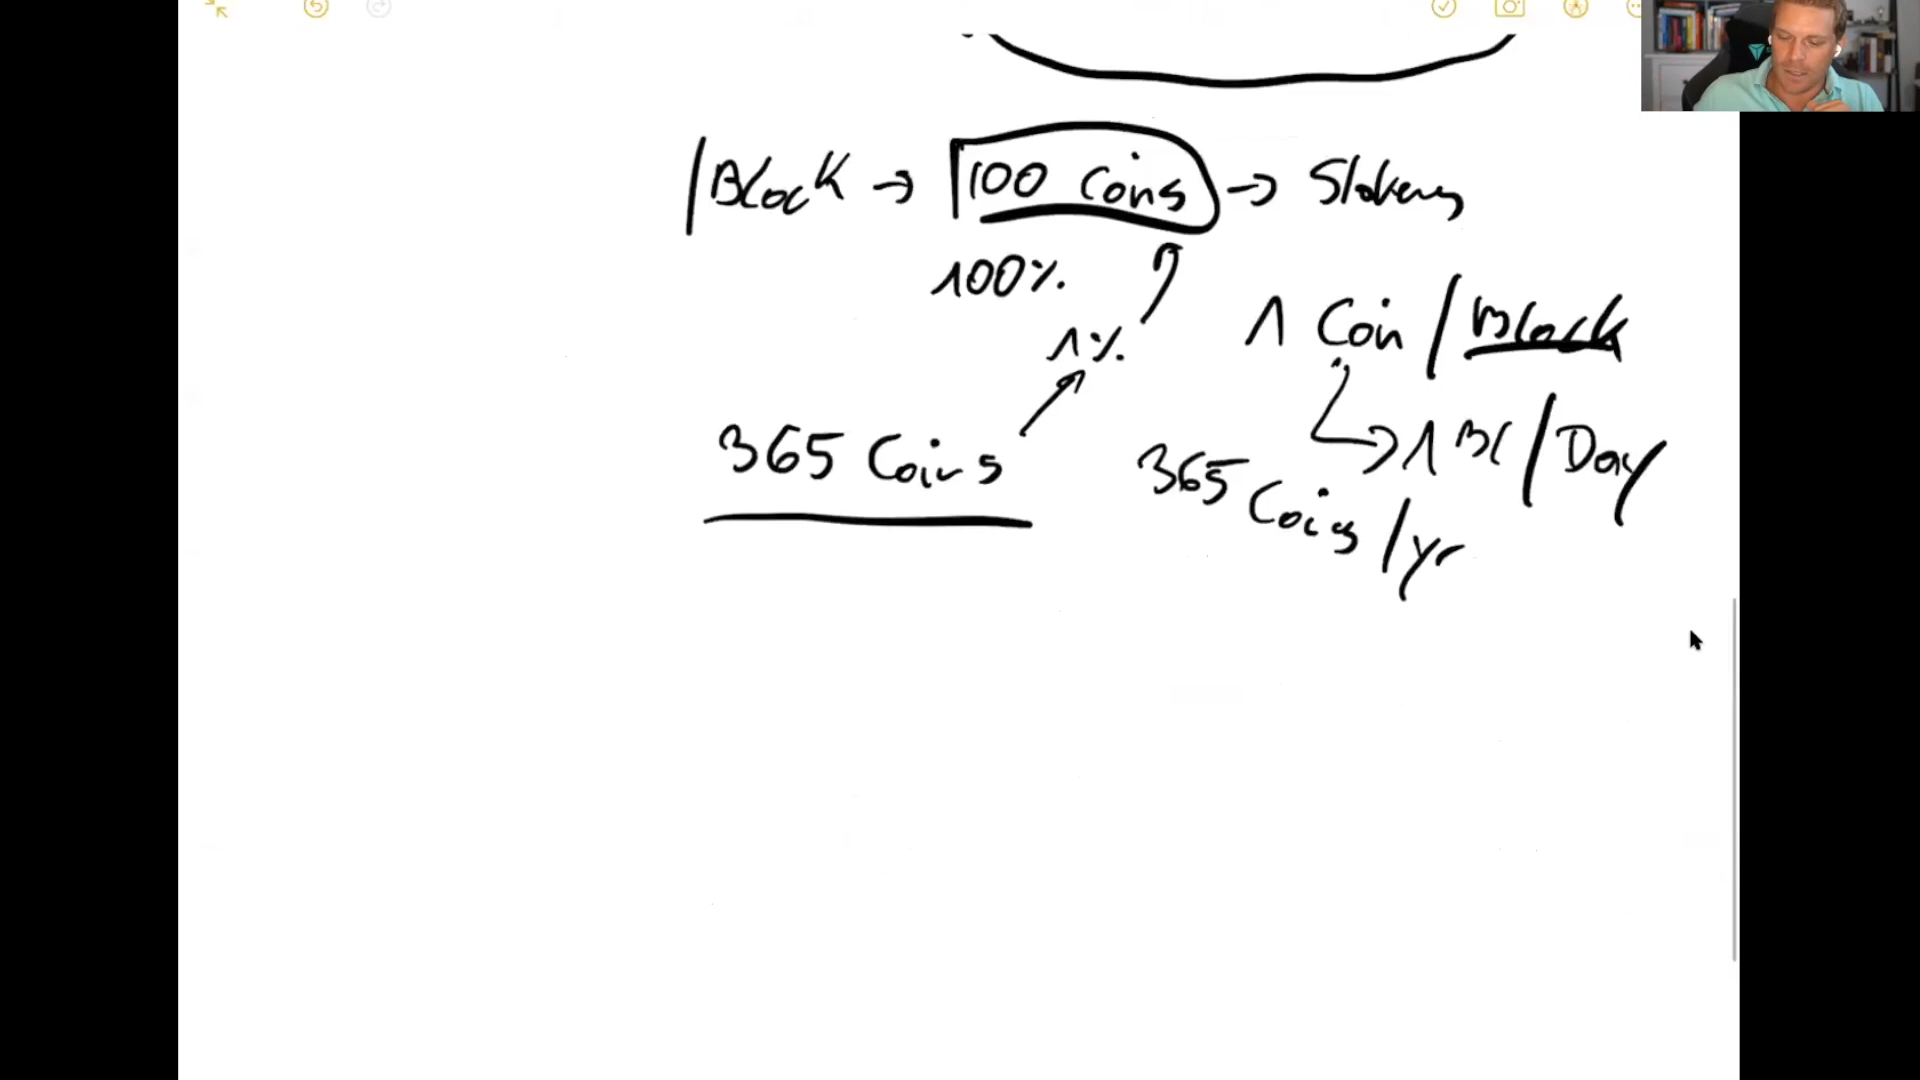 /Block → 100 Coins → Stakers
100%
1%
1 Coin / Block
365 Coins
1 Bl / Day
365 Coins / yr